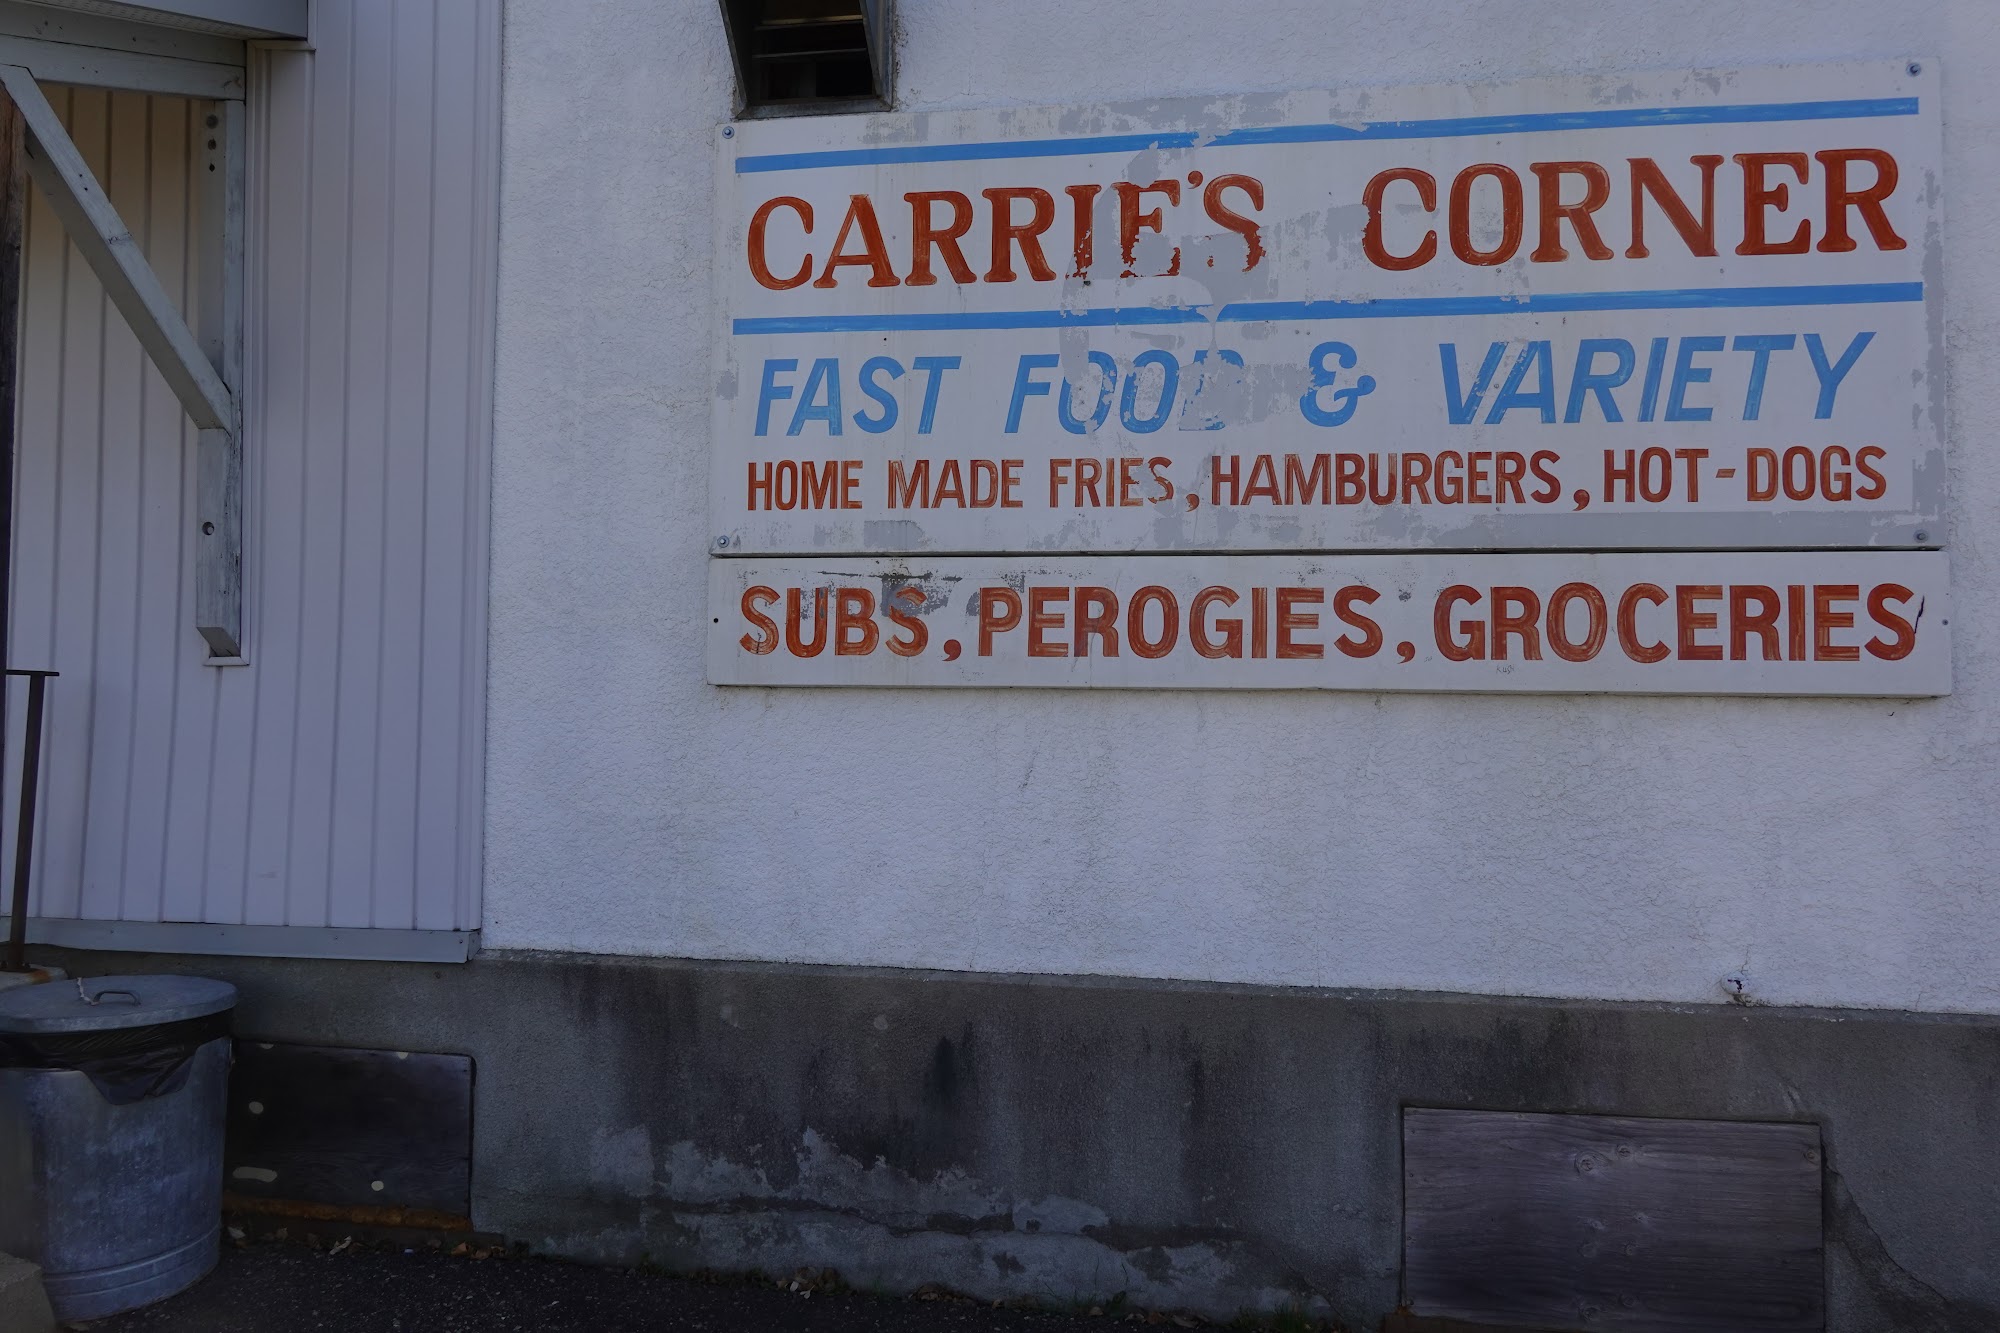 CARRIE'S CORNER
FAST FOOD & VARIETY
HOME MADE FRIES, HAMBURGERS, HOT-DOGS
SUBS, PEROGIES, GROCERIES